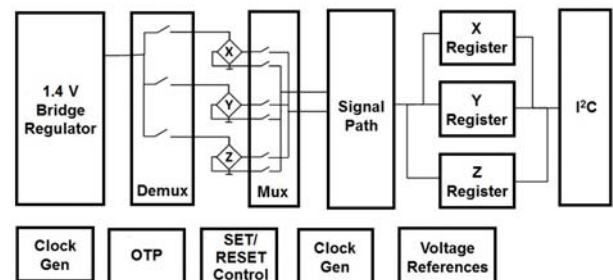 1.4 V
Bridge
Regulator
Demux
X
Y
Z
Mux
Signal
Path
X
Register
Y
Register
Z
Register
I²C
Clock
Gen
OTP
SET/
RESET
Control
Clock
Gen
Voltage
References